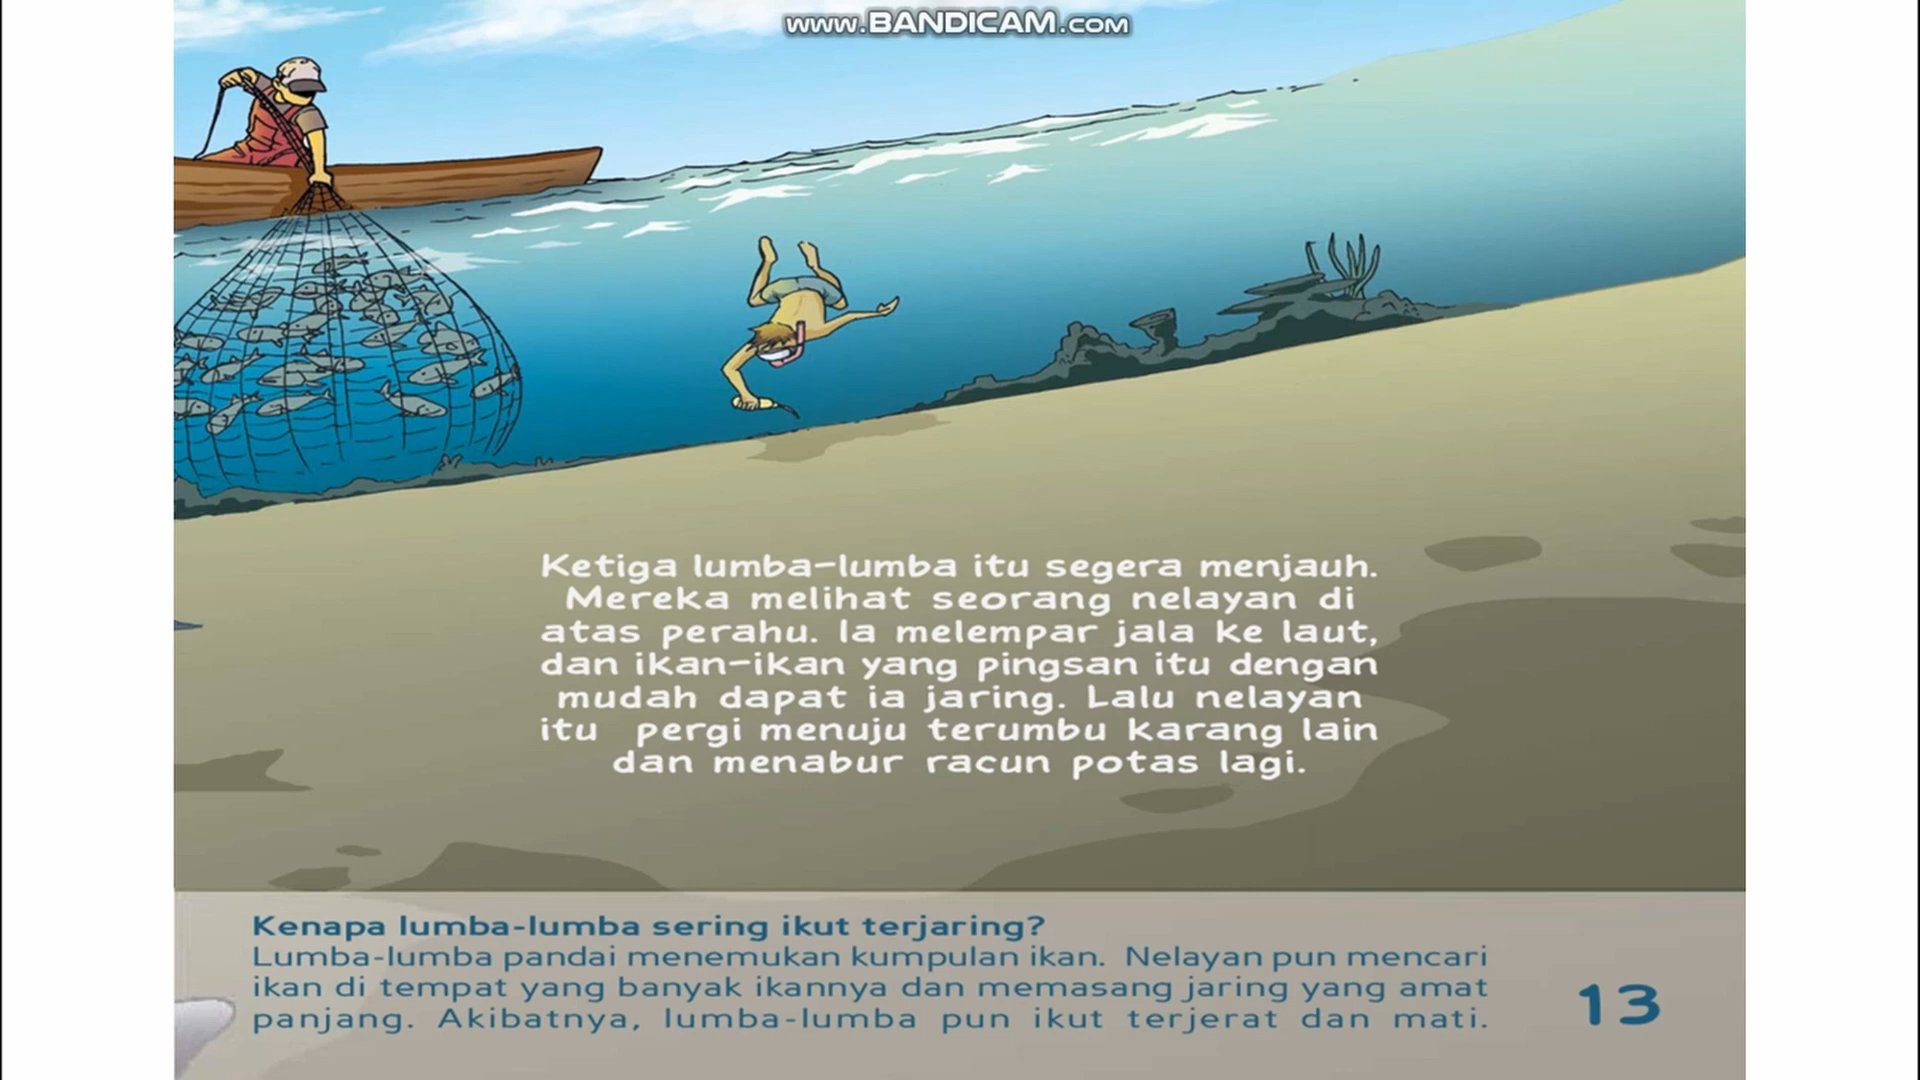 www.BANDICAM.com
Ketiga lumba-lumba itu segera menjauh.
Mereka melihat seorang nelayan di
atas perahu. Ia melempar jala ke laut,
dan ikan-ikan yang pingsan itu dengan
mudah dapat ia jaring. Lalu nelayan
itu pergi menuju terumbu karang lain
dan menabur racun potas lagi.
Kenapa lumba-lumba sering ikut terjaring?
Lumba-lumba pandai menemukan kumpulan ikan. Nelayan pun mencari
ikan di tempat yang banyak ikannya dan memasang jaring yang amat
panjang. Akibatnya, lumba-lumba pun ikut terjerat dan mati.
13